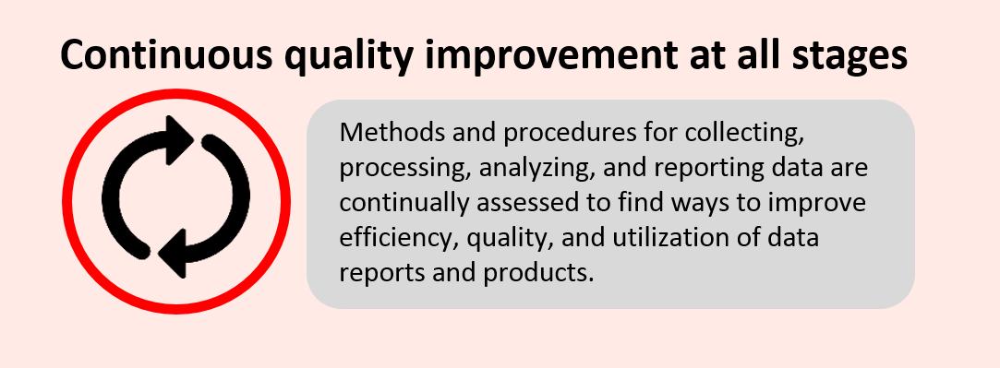 Continuous quality improvement at all stages
Methods and procedures for collecting,
processing, analyzing, and reporting data are
continually assessed to find ways to improve
efficiency, quality, and utilization of data
reports and products.